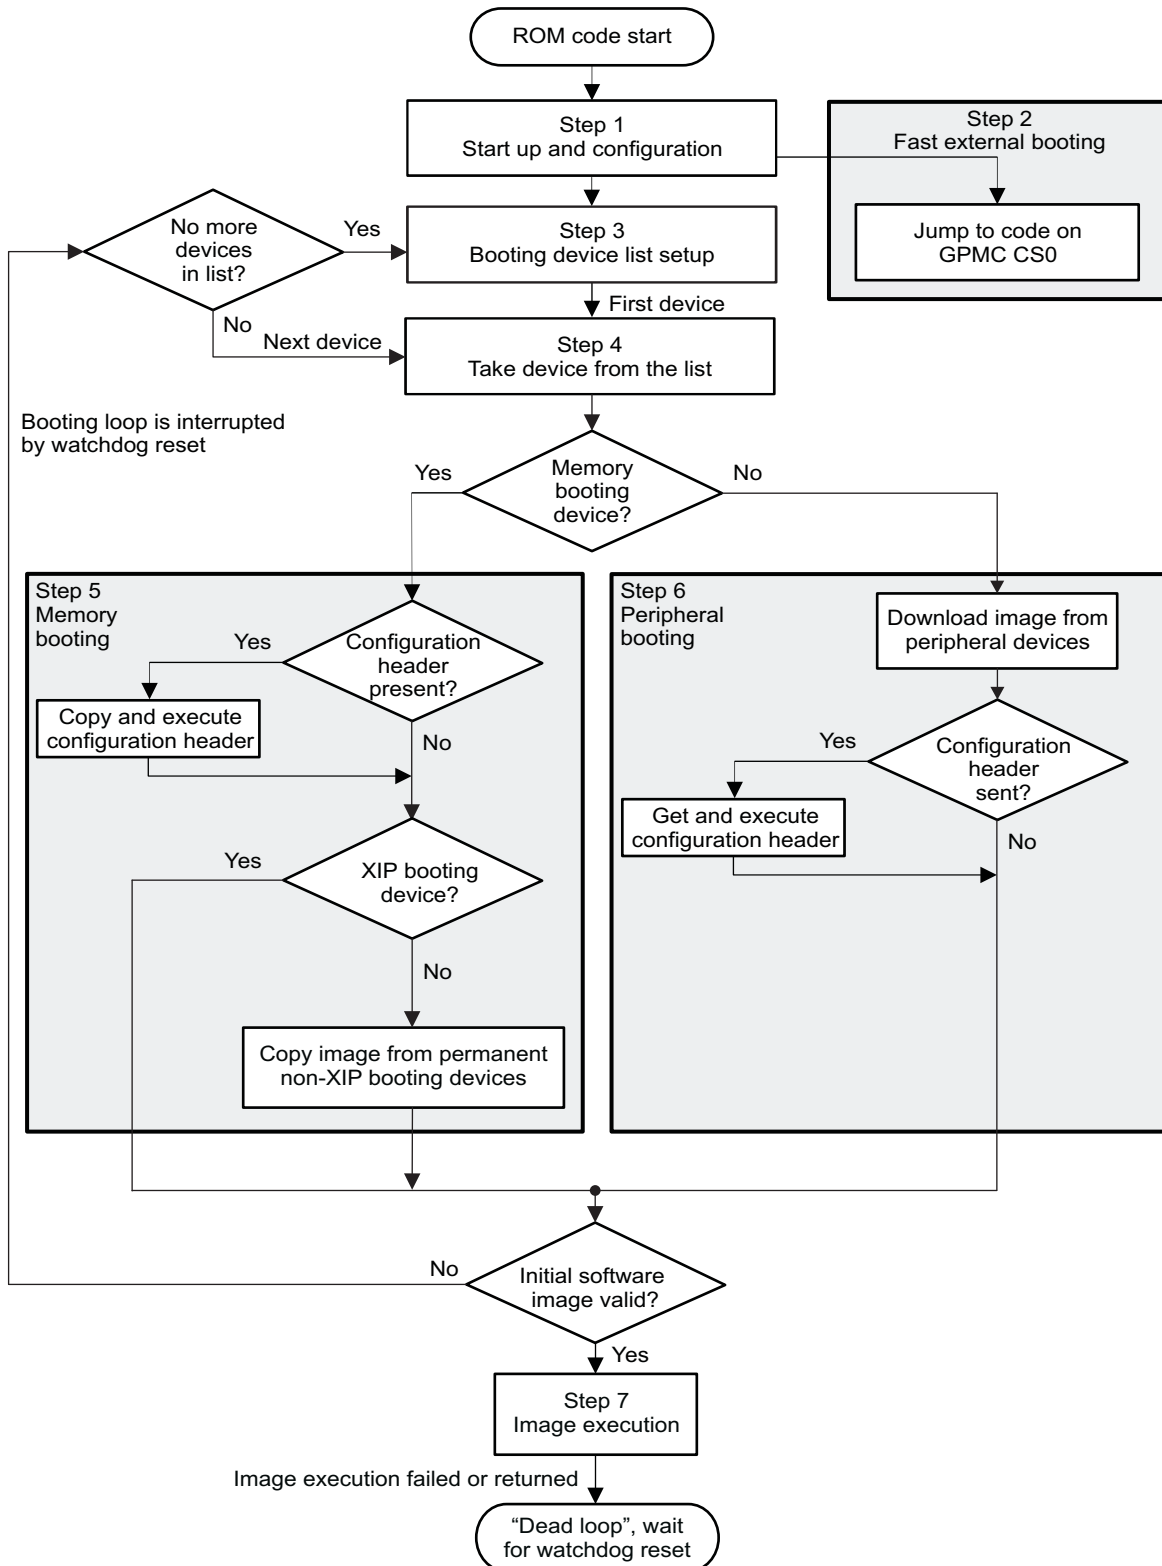 ROM code start
Step 1
Start up and configuration
Step 2
Fast external booting
Jump to code on
GPMC CS0
No more
devices
in list?
Yes
Step 3
Booting device list setup
No
Next device
First device
Step 4
Take device from the list
Booting loop is interrupted
by watchdog reset
Yes
Memory
booting
device?
No
Step 5
Memory
booting
Yes
Configuration
header
present?
Copy and execute
configuration header
No
Yes
XIP booting
device?
No
Copy image from permanent
non-XIP booting devices
Step 6
Peripheral
booting
Download image from
peripheral devices
Yes
Configuration
header
sent?
Get and execute
configuration header
No
No
Initial software
image valid?
Yes
Step 7
Image execution
Image execution failed or returned
“Dead loop”, wait
for watchdog reset